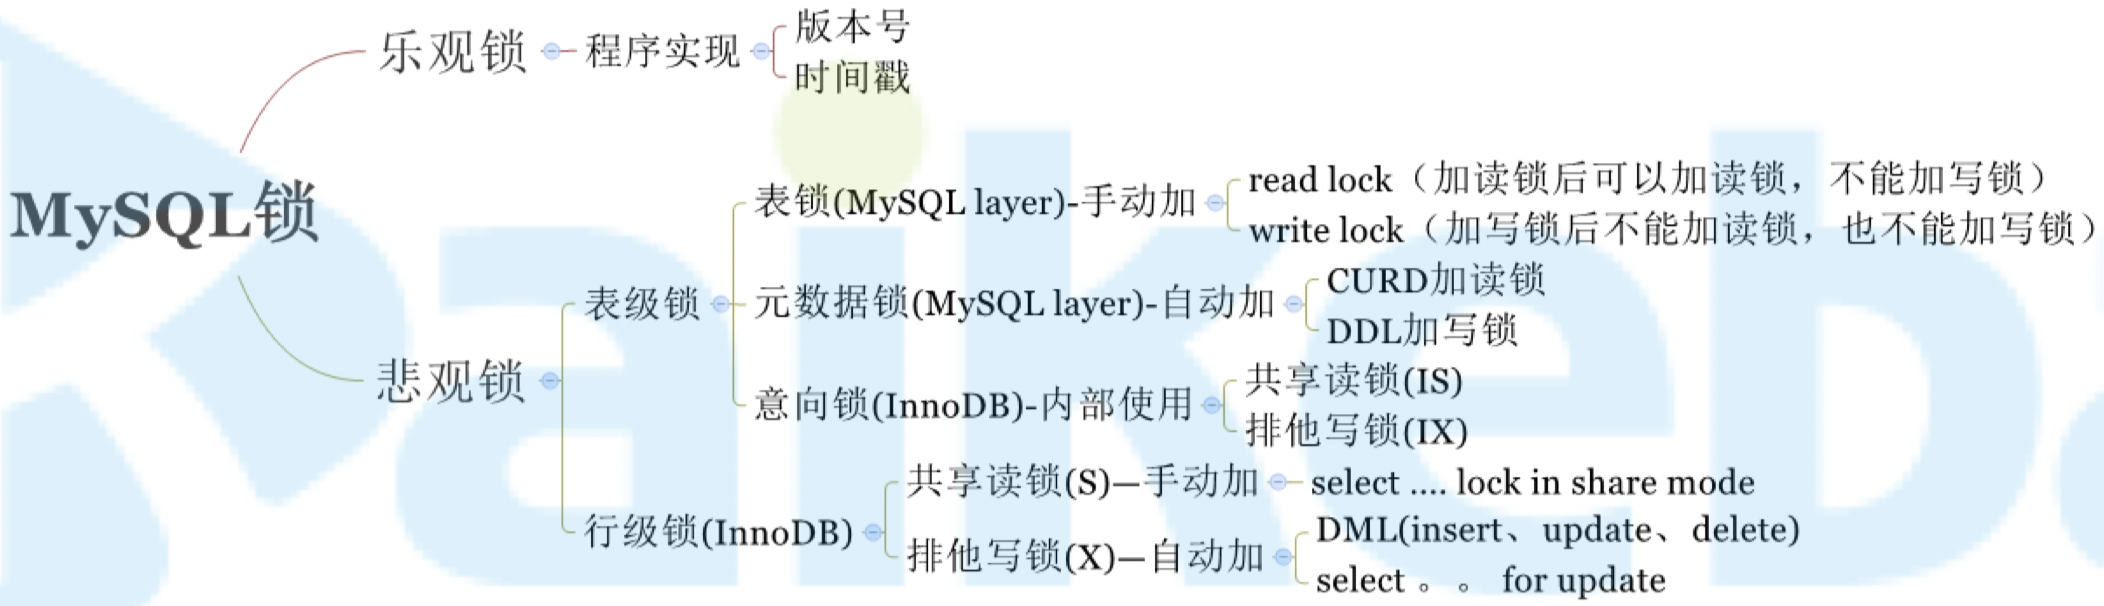 MySQL锁
乐观锁
程序实现
版本号
时间戳
悲观锁
表级锁
表锁(MySQL layer)-手动加
read lock（加读锁后可以加读锁，不能加写锁）
write lock（加写锁后不能加读锁，也不能加写锁）
元数据锁(MySQL layer)-自动加
CURD加读锁
DDL加写锁
意向锁(InnoDB)-内部使用
共享读锁(IS)
排他写锁(IX)
行级锁(InnoDB)
共享读锁(S)—手动加
select .... lock in share mode
排他写锁(X)—自动加
DML(insert、update、delete)
select 。。 for update